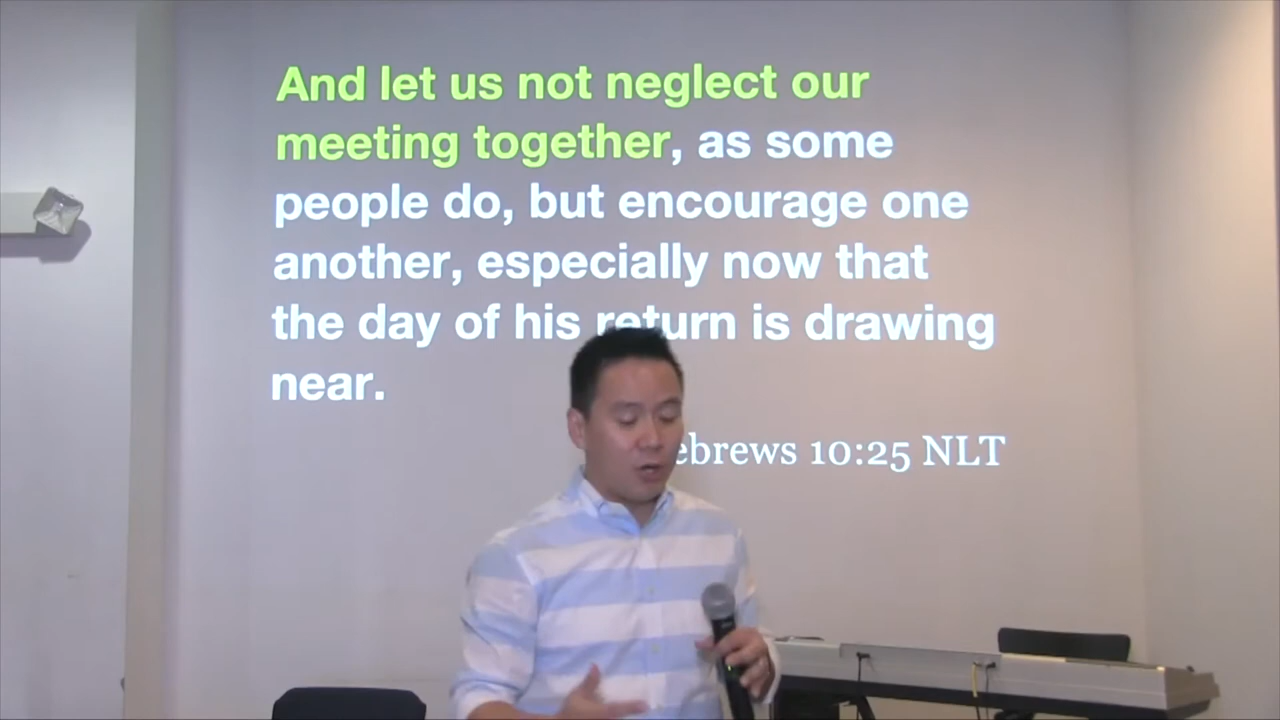 And let us not neglect our
meeting together, as some
people do, but encourage one
another, especially now that
the day of his return is drawing
near.
ebrews 10:25 NLT